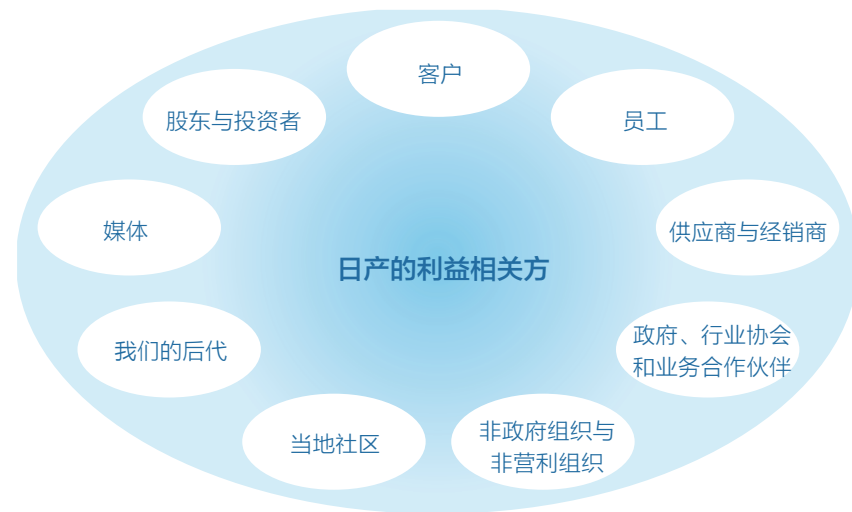 客户
股东与投资者
员工
媒体
供应商与经销商
日产的利益相关方
我们的后代
政府、行业协会
和业务合作伙伴
当地社区
非政府组织与
非营利组织